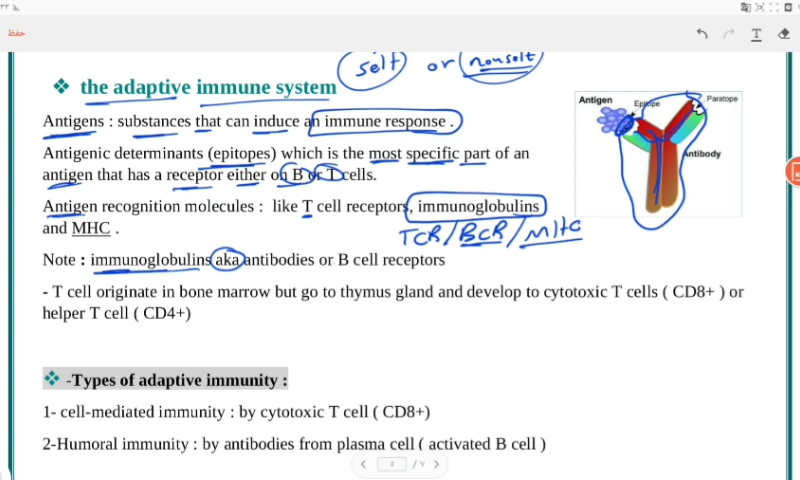 حفظ
self or nonself
❖ the adaptive immune system
Antigens : substances that can induce an immune response .
Antigenic determinants (epitopes) which is the most specific part of an
antigen that has a receptor either on B or T cells.
Antigen recognition molecules : like T cell receptors, immunoglobulins
and MHC .
TCR/BCR/MHC
Note : immunoglobulins aka antibodies or B cell receptors
- T cell originate in bone marrow but go to thymus gland and develop to cytotoxic T cells ( CD8+ ) or
helper T cell ( CD4+)
Antigen
Epitope
Paratope
Antibody
❖ -Types of adaptive immunity :
1- cell-mediated immunity : by cytotoxic T cell ( CD8+)
2-Humoral immunity : by antibodies from plasma cell ( activated B cell )